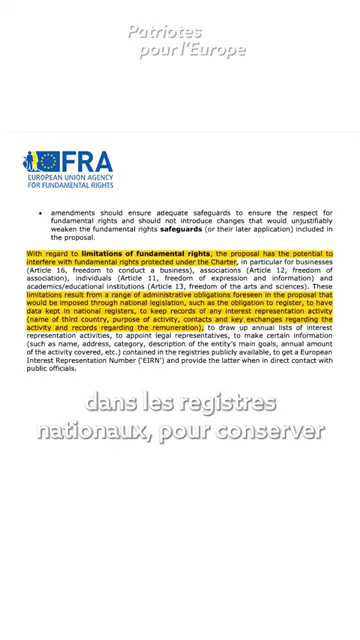 Patriotes
pour l'Europe
FRA
EUROPEAN UNION AGENCY
FOR FUNDAMENTAL RIGHTS
• amendments should ensure adequate safeguards to ensure the respect for
fundamental rights and should not introduce changes that would unjustifiably
weaken the fundamental rights safeguards (or their later application) included in
the proposal.
With regard to limitations of fundamental rights, the proposal has the potential to
interfere with fundamental rights protected under the Charter, in particular for businesses
(Article 16, freedom to conduct a business), associations (Article 12, freedom of
association), individuals (Article 11, freedom of expression and information) and
academics/educational institutions (Article 13, freedom of the arts and sciences). These
limitations result from a range of administrative obligations foreseen in the proposal that
would be imposed through national legislation, such as the obligation to register, to have
data kept in national registers, to keep records of any interest representation activity
(name of third country, purpose of activity, contacts and key exchanges regarding the
activity and records regarding the remuneration), to draw up annual lists of interest
representation activities, to appoint legal representatives, to make certain information
(such as name, address, category, description of the entity's main goals, annual amount
of the activity covered, etc.) contained in the registries publicly available, to get a European
Interest Representation Number ('EIRN') and provide the latter when in direct contact with
public officials.
dans les registres
nationaux, pour conserver